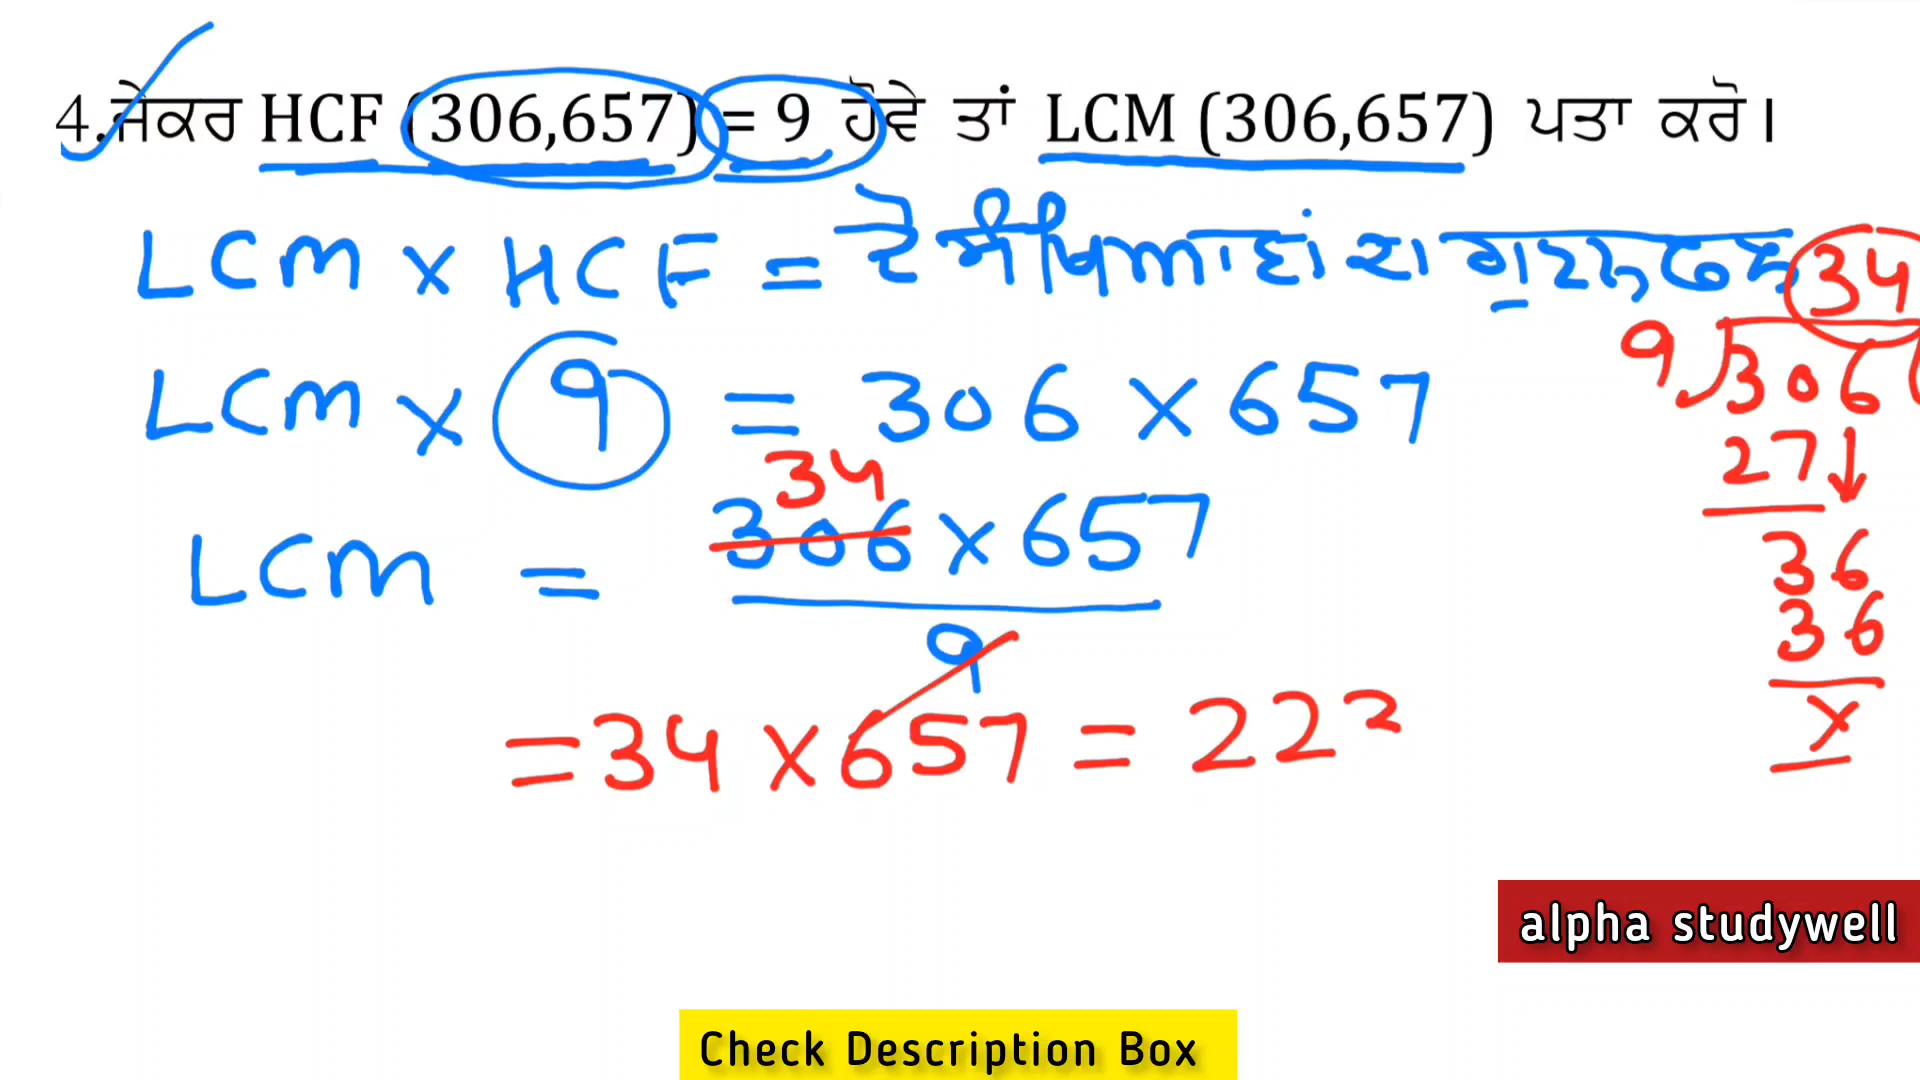 4.ਜੇਕਰ HCF (306,657) = 9 ਹੋਵੇ ਤਾਂ LCM (306,657) ਪਤਾ ਕਰੋ।
LCM × HCF = ਦੋ ਸੰਖਿਆਵਾਂ ਦਾ ਗੁਣਨਫਲ
LCM × 9 = 306 × 657
34
LCM = 306 × 657
9
= 34 × 657 = 222
34
9 306
27
36
36
×
alpha studywell
Check Description Box